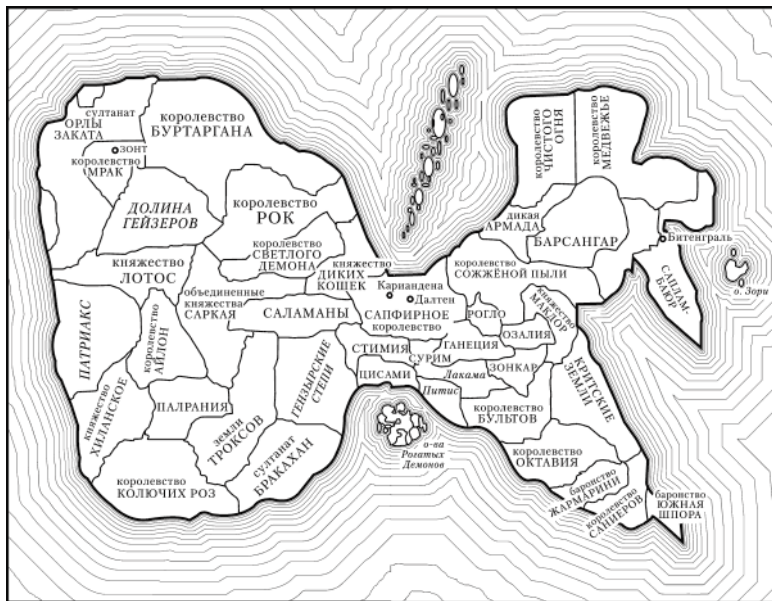 султанат
ОРЛЫ
ЗАКАТА
королевство
БУРТАРГАНА
ЗОНТ
королевство
МРАК
ДОЛИНА
ГЕЙЗЕРОВ
королевство
РОК
королевство
СВЕТЛОГО
ДЕМОНА
княжество
ЛОТОС
княжество
ДИКИХ
КОШЕК
объединенные
княжества
САРКАЯ
САЛАМАНЫ
ПАТРИАКС
королевство
АЙЛОН
княжество
ХИЛАНСКОЕ
ПАЛРАНИЯ
земли
ТРОКСОВ
ГЕНЗЫРСКИЕ
СТЕПИ
султанат
БРАКАХАН
королевство
КОЛЮЧИХ РОЗ
королевство
ЧИСТОГО
ОГНЯ
королевство
МЕДВЕЖЬЕ
дикая
АРМАДА
БАРСАНГАР
Битенграль
САПЛАМ-
БАЮР
о. Зори
королевство
СОЖЖЁНОЙ ПЫЛИ
Кариандена
Далтен
САПФИРНОЕ
королевство
РОГЛО
княжество
МАКДОР
ОЗАЛИЯ
СТИМИЯ
СУРИМ
ГАНЕЦИЯ
ЦИСАМИ
Лакама
ЗОНКАР
Питис
КРИТСКИЕ
ЗЕМЛИ
королевство
БУЛЬТОВ
о-ва
Рогатых
Демонов
королевство
ОКТАВИЯ
баронство
ЖАРМАРИНИ
королевство
САНИЕРОВ
баронство
ЮЖНАЯ
ШПОРА